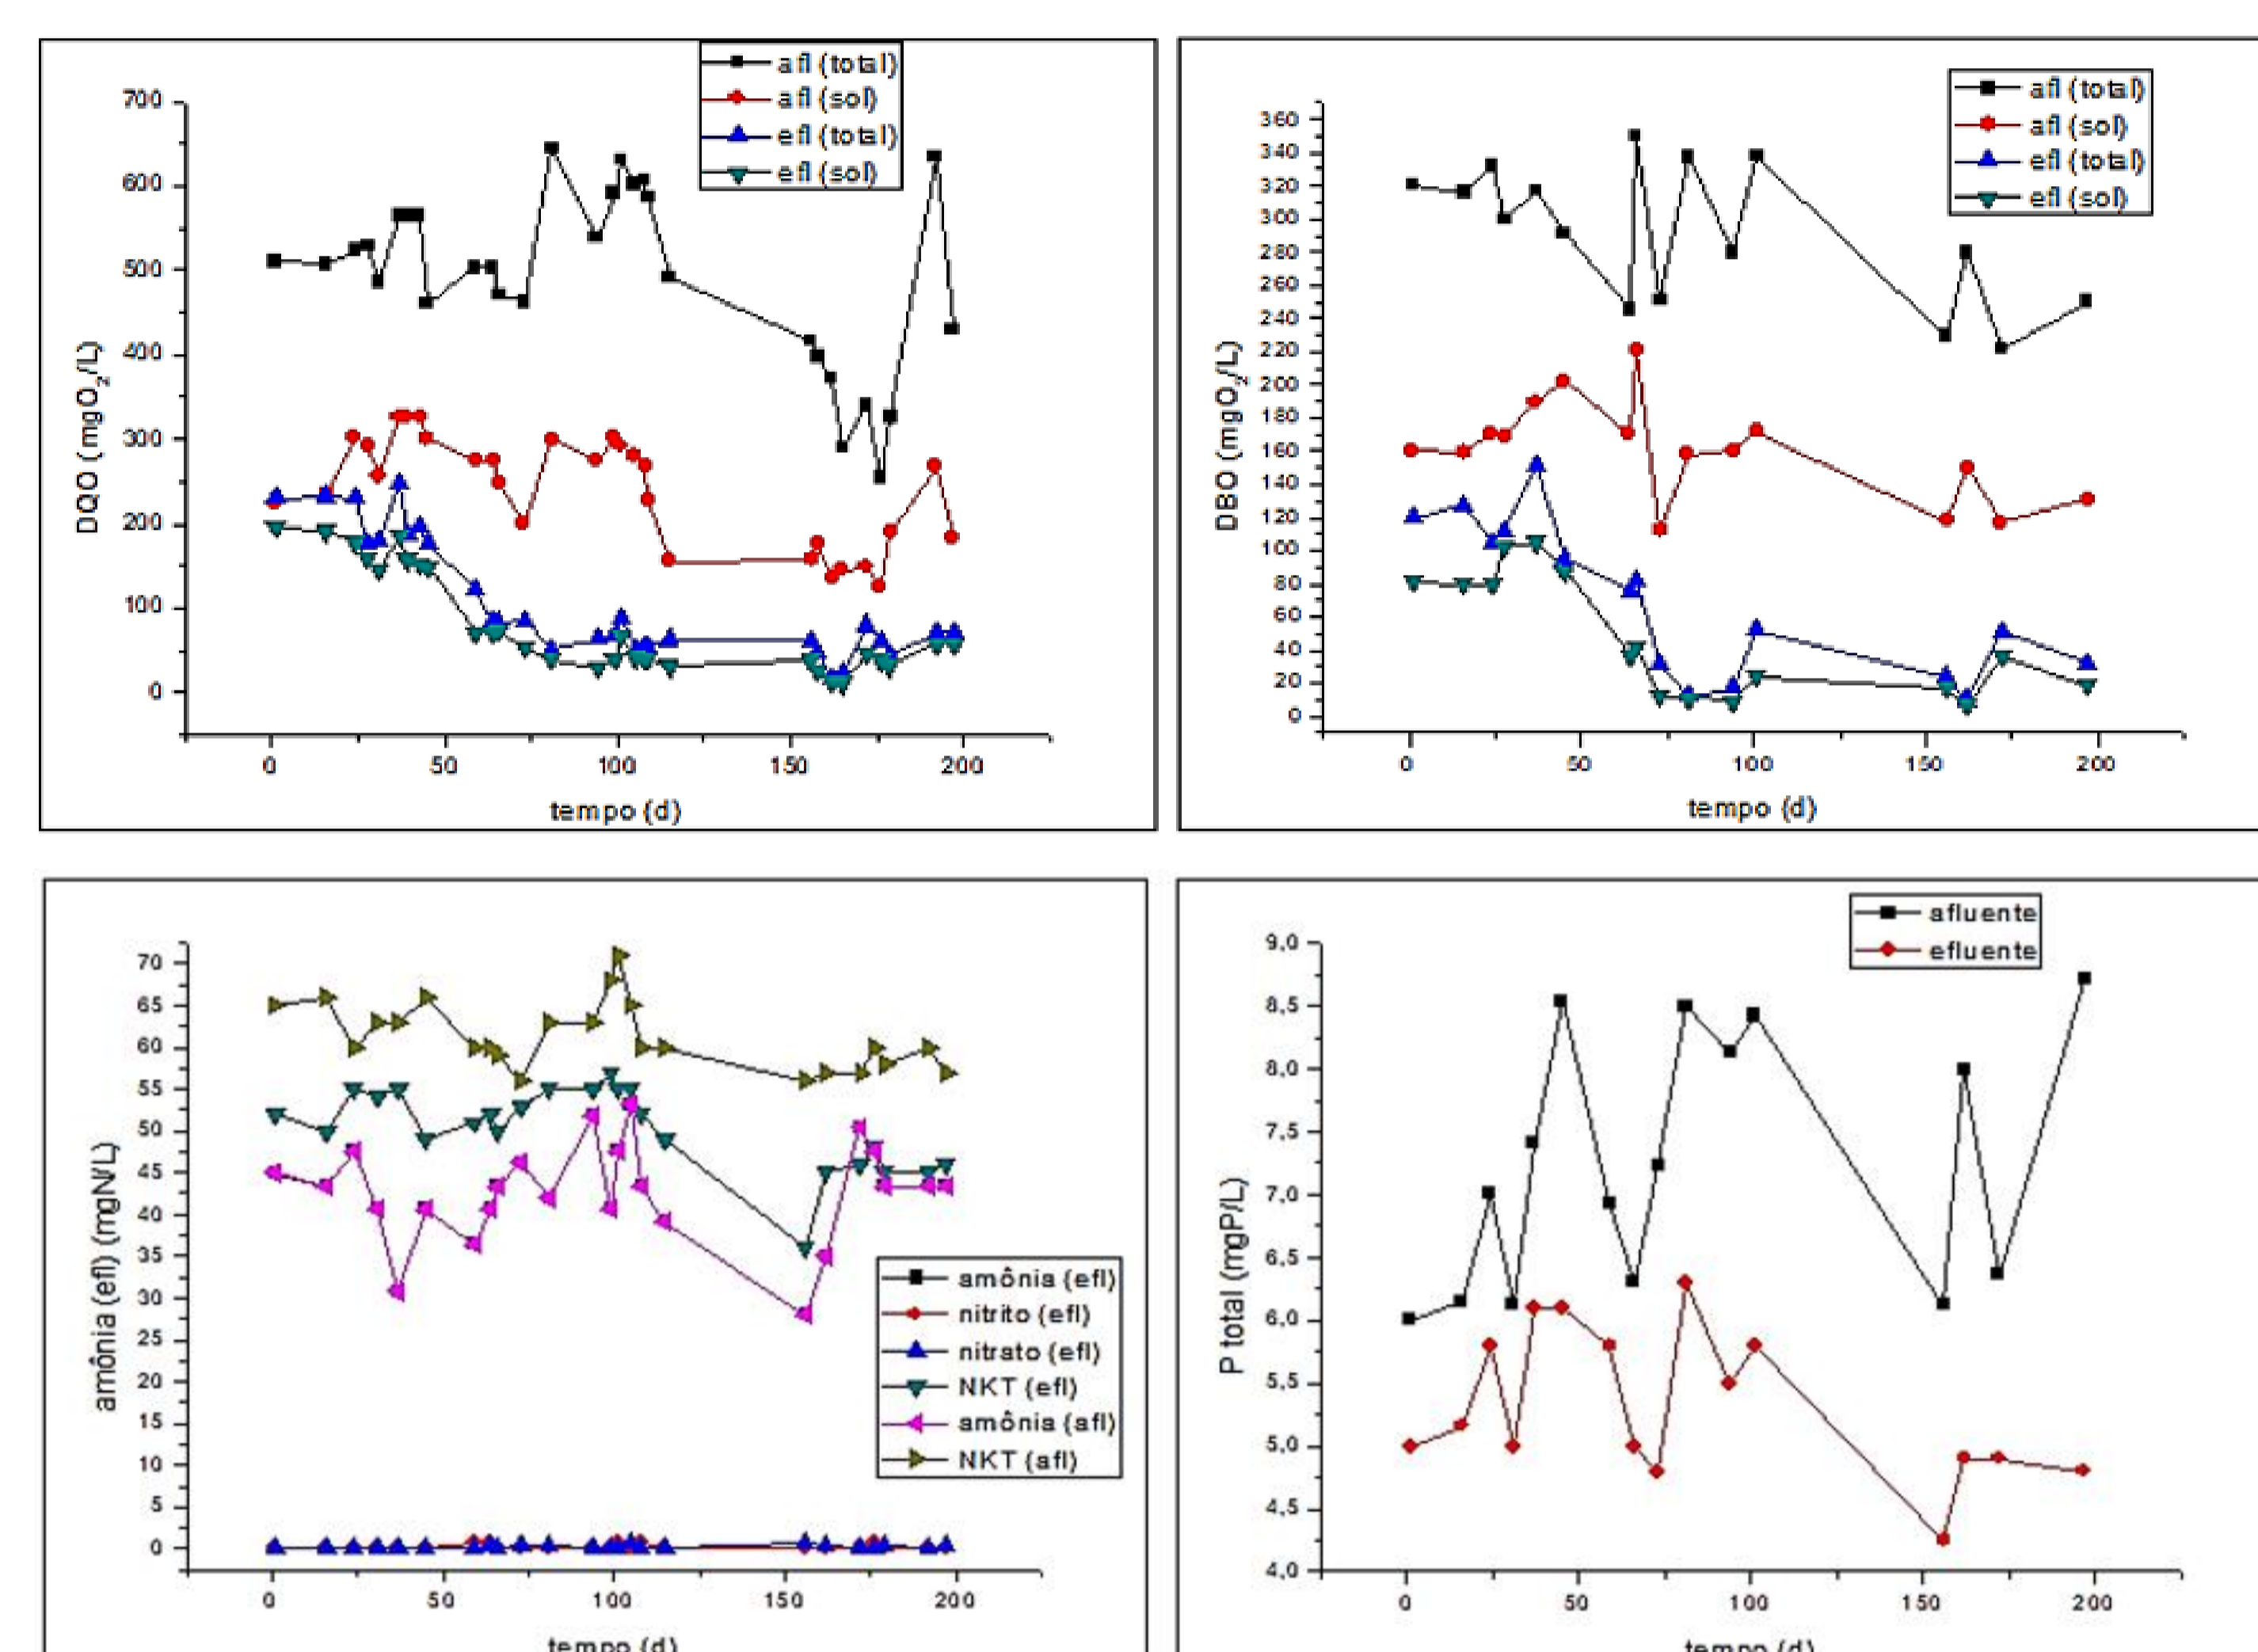 afl (total)
afl (sol)
efl (total)
efl (sol)
700
600
500
400
300
200
100
0
DQO (mgO2/L)
0 50 100 150 200
tempo (d)
afl (total)
afl (sol)
efl (total)
efl (sol)
360
340
320
300
280
260
240
220
200
180
160
140
120
100
80
60
40
20
0
DBO (mgO2/L)
0 50 100 150 200
tempo (d)
70
65
60
55
50
45
40
35
30
25
20
15
10
5
0
amônia (efl) (mgN/L)
amônia (efl)
nitrito (efl)
nitrato (efl)
NKT (efl)
amônia (afl)
NKT (afl)
0 50 100 150 200
tempo (d)
afluente
efluente
9,0
8,5
8,0
7,5
7,0
6,5
6,0
5,5
5,0
4,5
4,0
P total (mgP/L)
0 50 100 150 200
tempo (d)